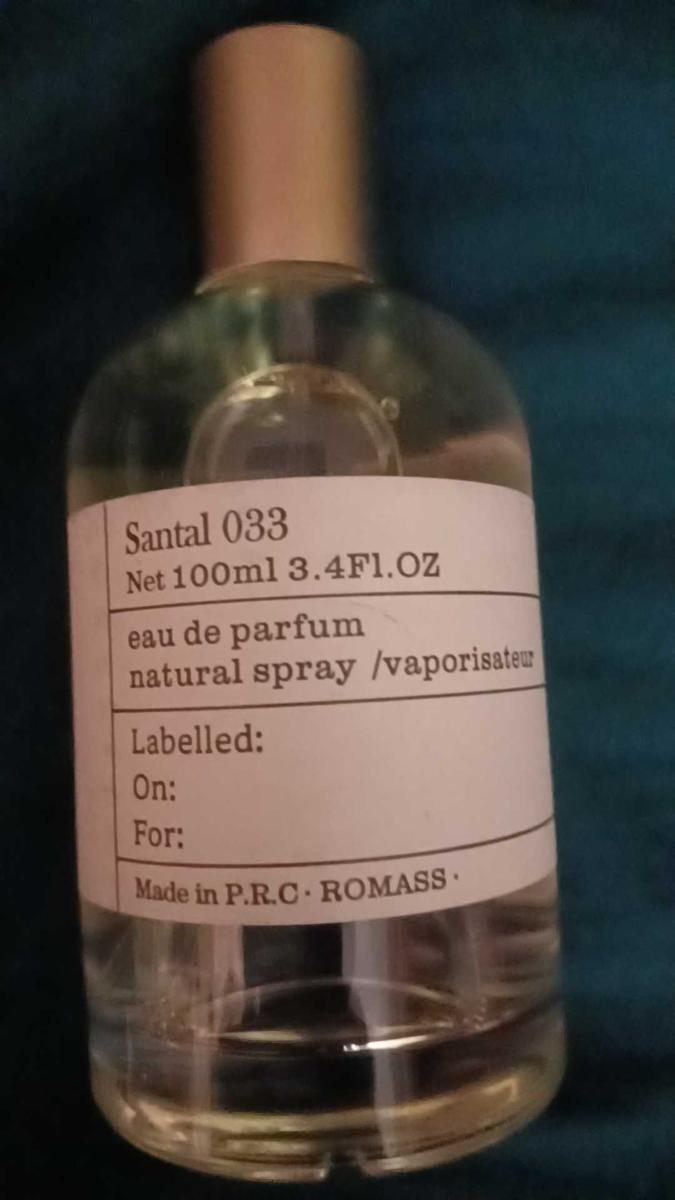 Santal 033
Net 100ml 3.4Fl.OZ
eau de parfum
natural spray /vaporisateur
Labelled:
On:
For:
Made in P.R.C · ROMASS ·